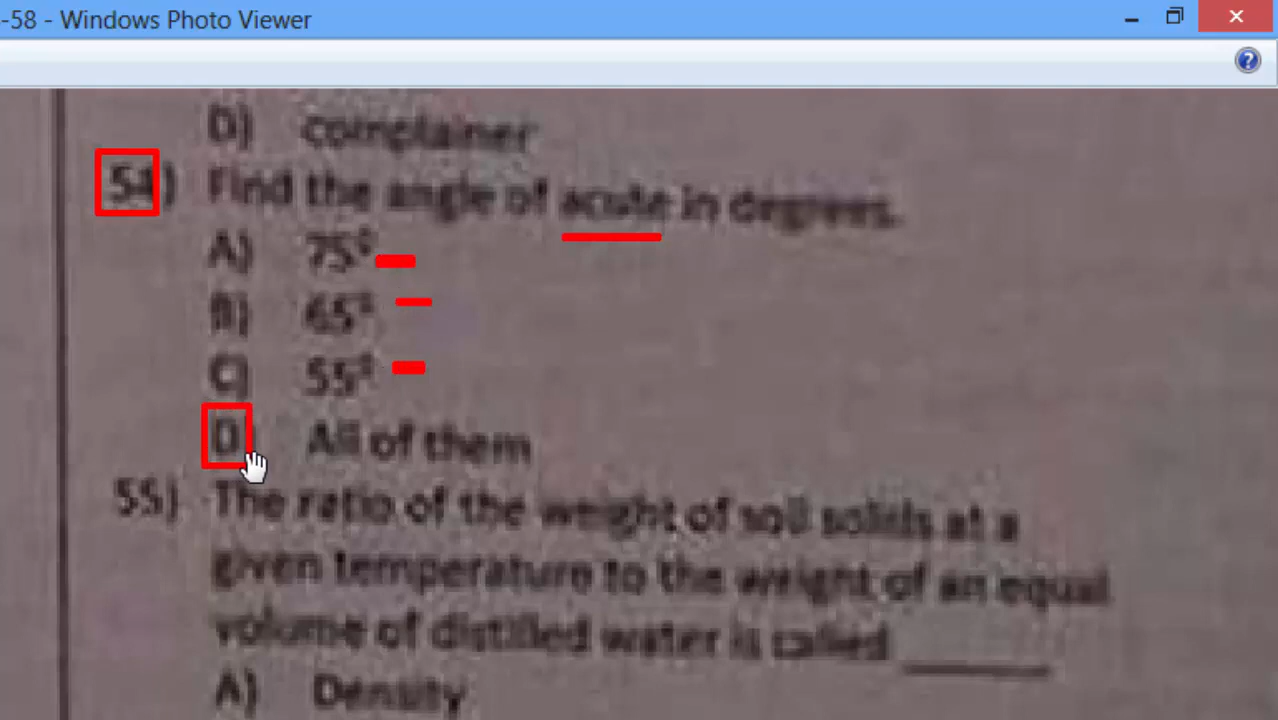 -58 - Windows Photo Viewer
D) complainer
54) Find the angle of acute in degrees.
A) 75°
B) 65°
C) 55°
D) All of them
55) The ratio of the weight of soil solids at a
given temperature to the weight of an equal
volume of distilled water is called ______
A) Density